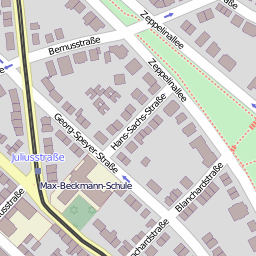 Zeppelinallee
Bernusstraße
Zeppelinallee
Hans-Sachs-Straße
Georg-Speyer-Straße
Juliusstraße
Max-Beckmann-Schule
Blanchardstraße
Blanchardstraße